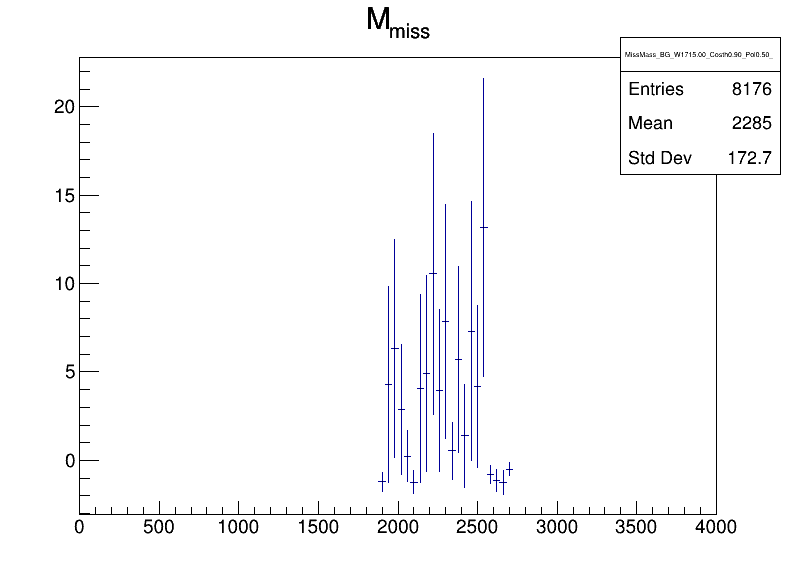 M_miss
MissMass_BG_W1715.00_Costh0.90_Pol0.50_
Entries 8176
Mean 2285
Std Dev 172.7
20
15
10
5
0
0 500 1000 1500 2000 2500 3000 3500 4000